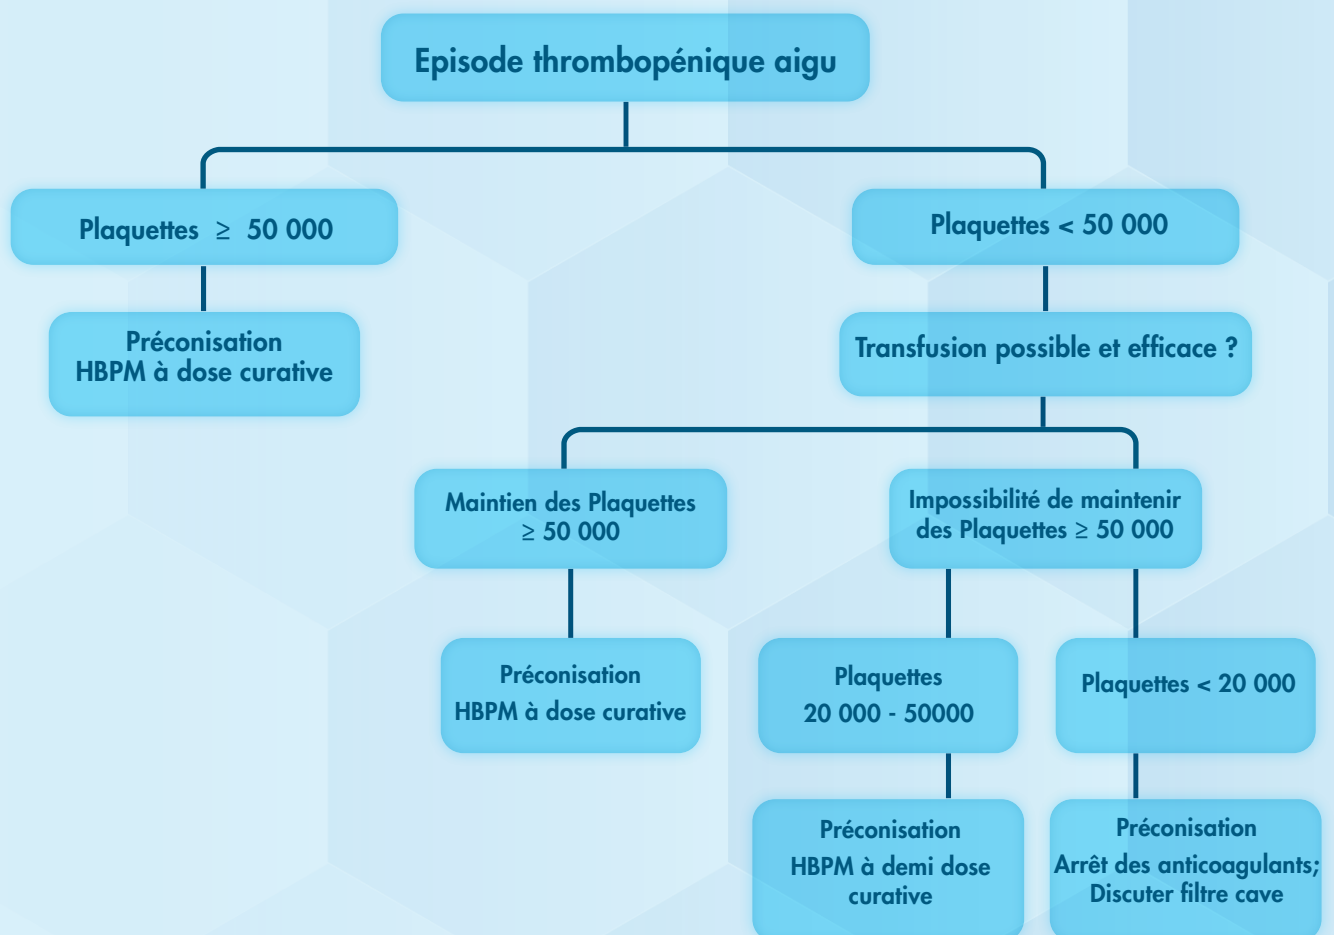 Episode thrombopénique aigu
Plaquettes ≥ 50 000
Plaquettes < 50 000
Préconisation
HBPM à dose curative
Transfusion possible et efficace ?
Maintien des Plaquettes
≥ 50 000
Impossibilité de maintenir
des Plaquettes ≥ 50 000
Préconisation
HBPM à dose curative
Plaquettes
20 000 - 50000
Plaquettes < 20 000
Préconisation
HBPM à demi dose
curative
Préconisation
Arrêt des anticoagulants;
Discuter filtre cave